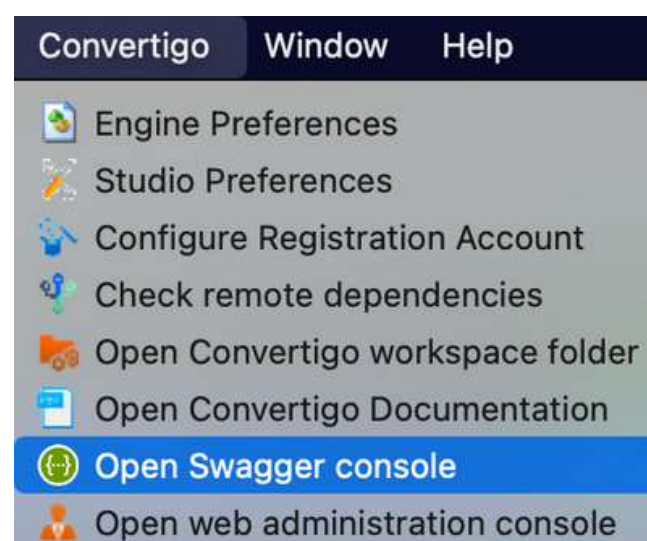 Convertigo Window Help
Engine Preferences
Studio Preferences
Configure Registration Account
Check remote dependencies
Open Convertigo workspace folder
Open Convertigo Documentation
Open Swagger console
Open web administration console